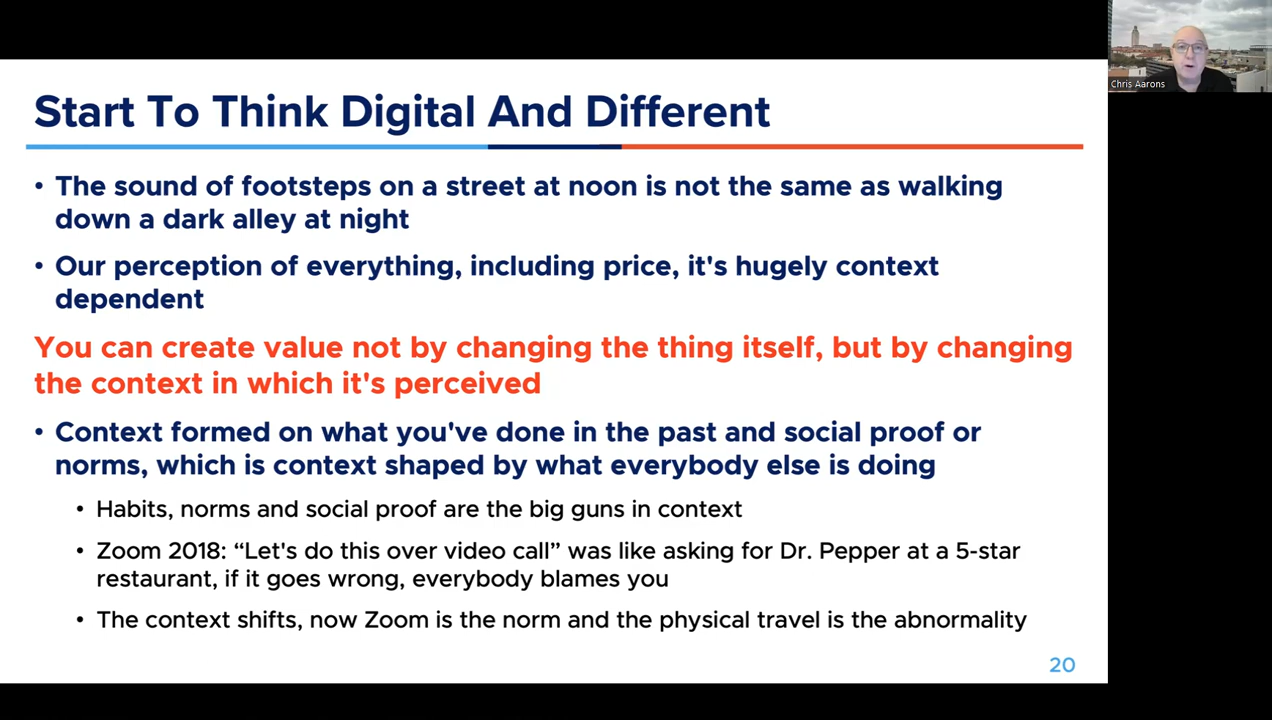 Start To Think Digital And Different
• The sound of footsteps on a street at noon is not the same as walking
down a dark alley at night
• Our perception of everything, including price, it's hugely context
dependent
You can create value not by changing the thing itself, but by changing
the context in which it's perceived
• Context formed on what you've done in the past and social proof or
norms, which is context shaped by what everybody else is doing
• Habits, norms and social proof are the big guns in context
• Zoom 2018: “Let's do this over video call” was like asking for Dr. Pepper at a 5-star
restaurant, if it goes wrong, everybody blames you
• The context shifts, now Zoom is the norm and the physical travel is the abnormality
20
Chris Aarons